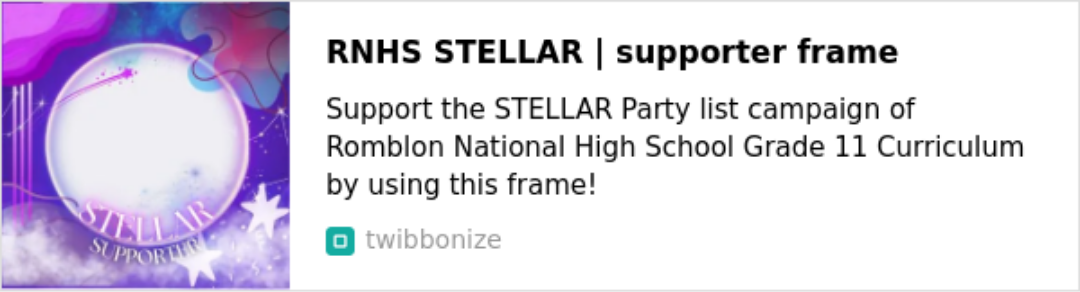 STELLAR
SUPPORTER
RNHS STELLAR | supporter frame
Support the STELLAR Party list campaign of
Romblon National High School Grade 11 Curriculum
by using this frame!
twibbonize